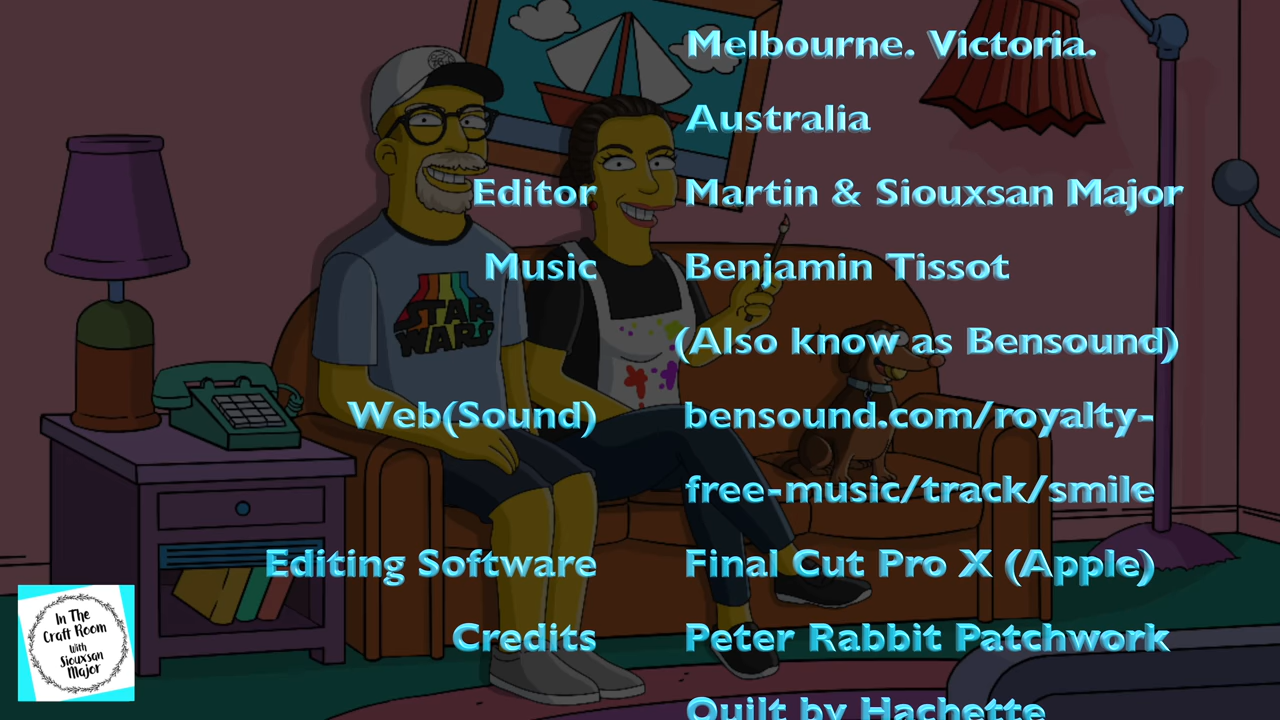 Melbourne. Victoria.
Australia
Editor Martin & Siouxsan Major
Music Benjamin Tissot
(Also know as Bensound)
Web(Sound) bensound.com/royalty-
free-music/track/smile
Editing Software Final Cut Pro X (Apple)
Credits Peter Rabbit Patchwork
Quilt by Hachette
STAR
WARS
In The
Craft Room
With
Siouxsan
Major